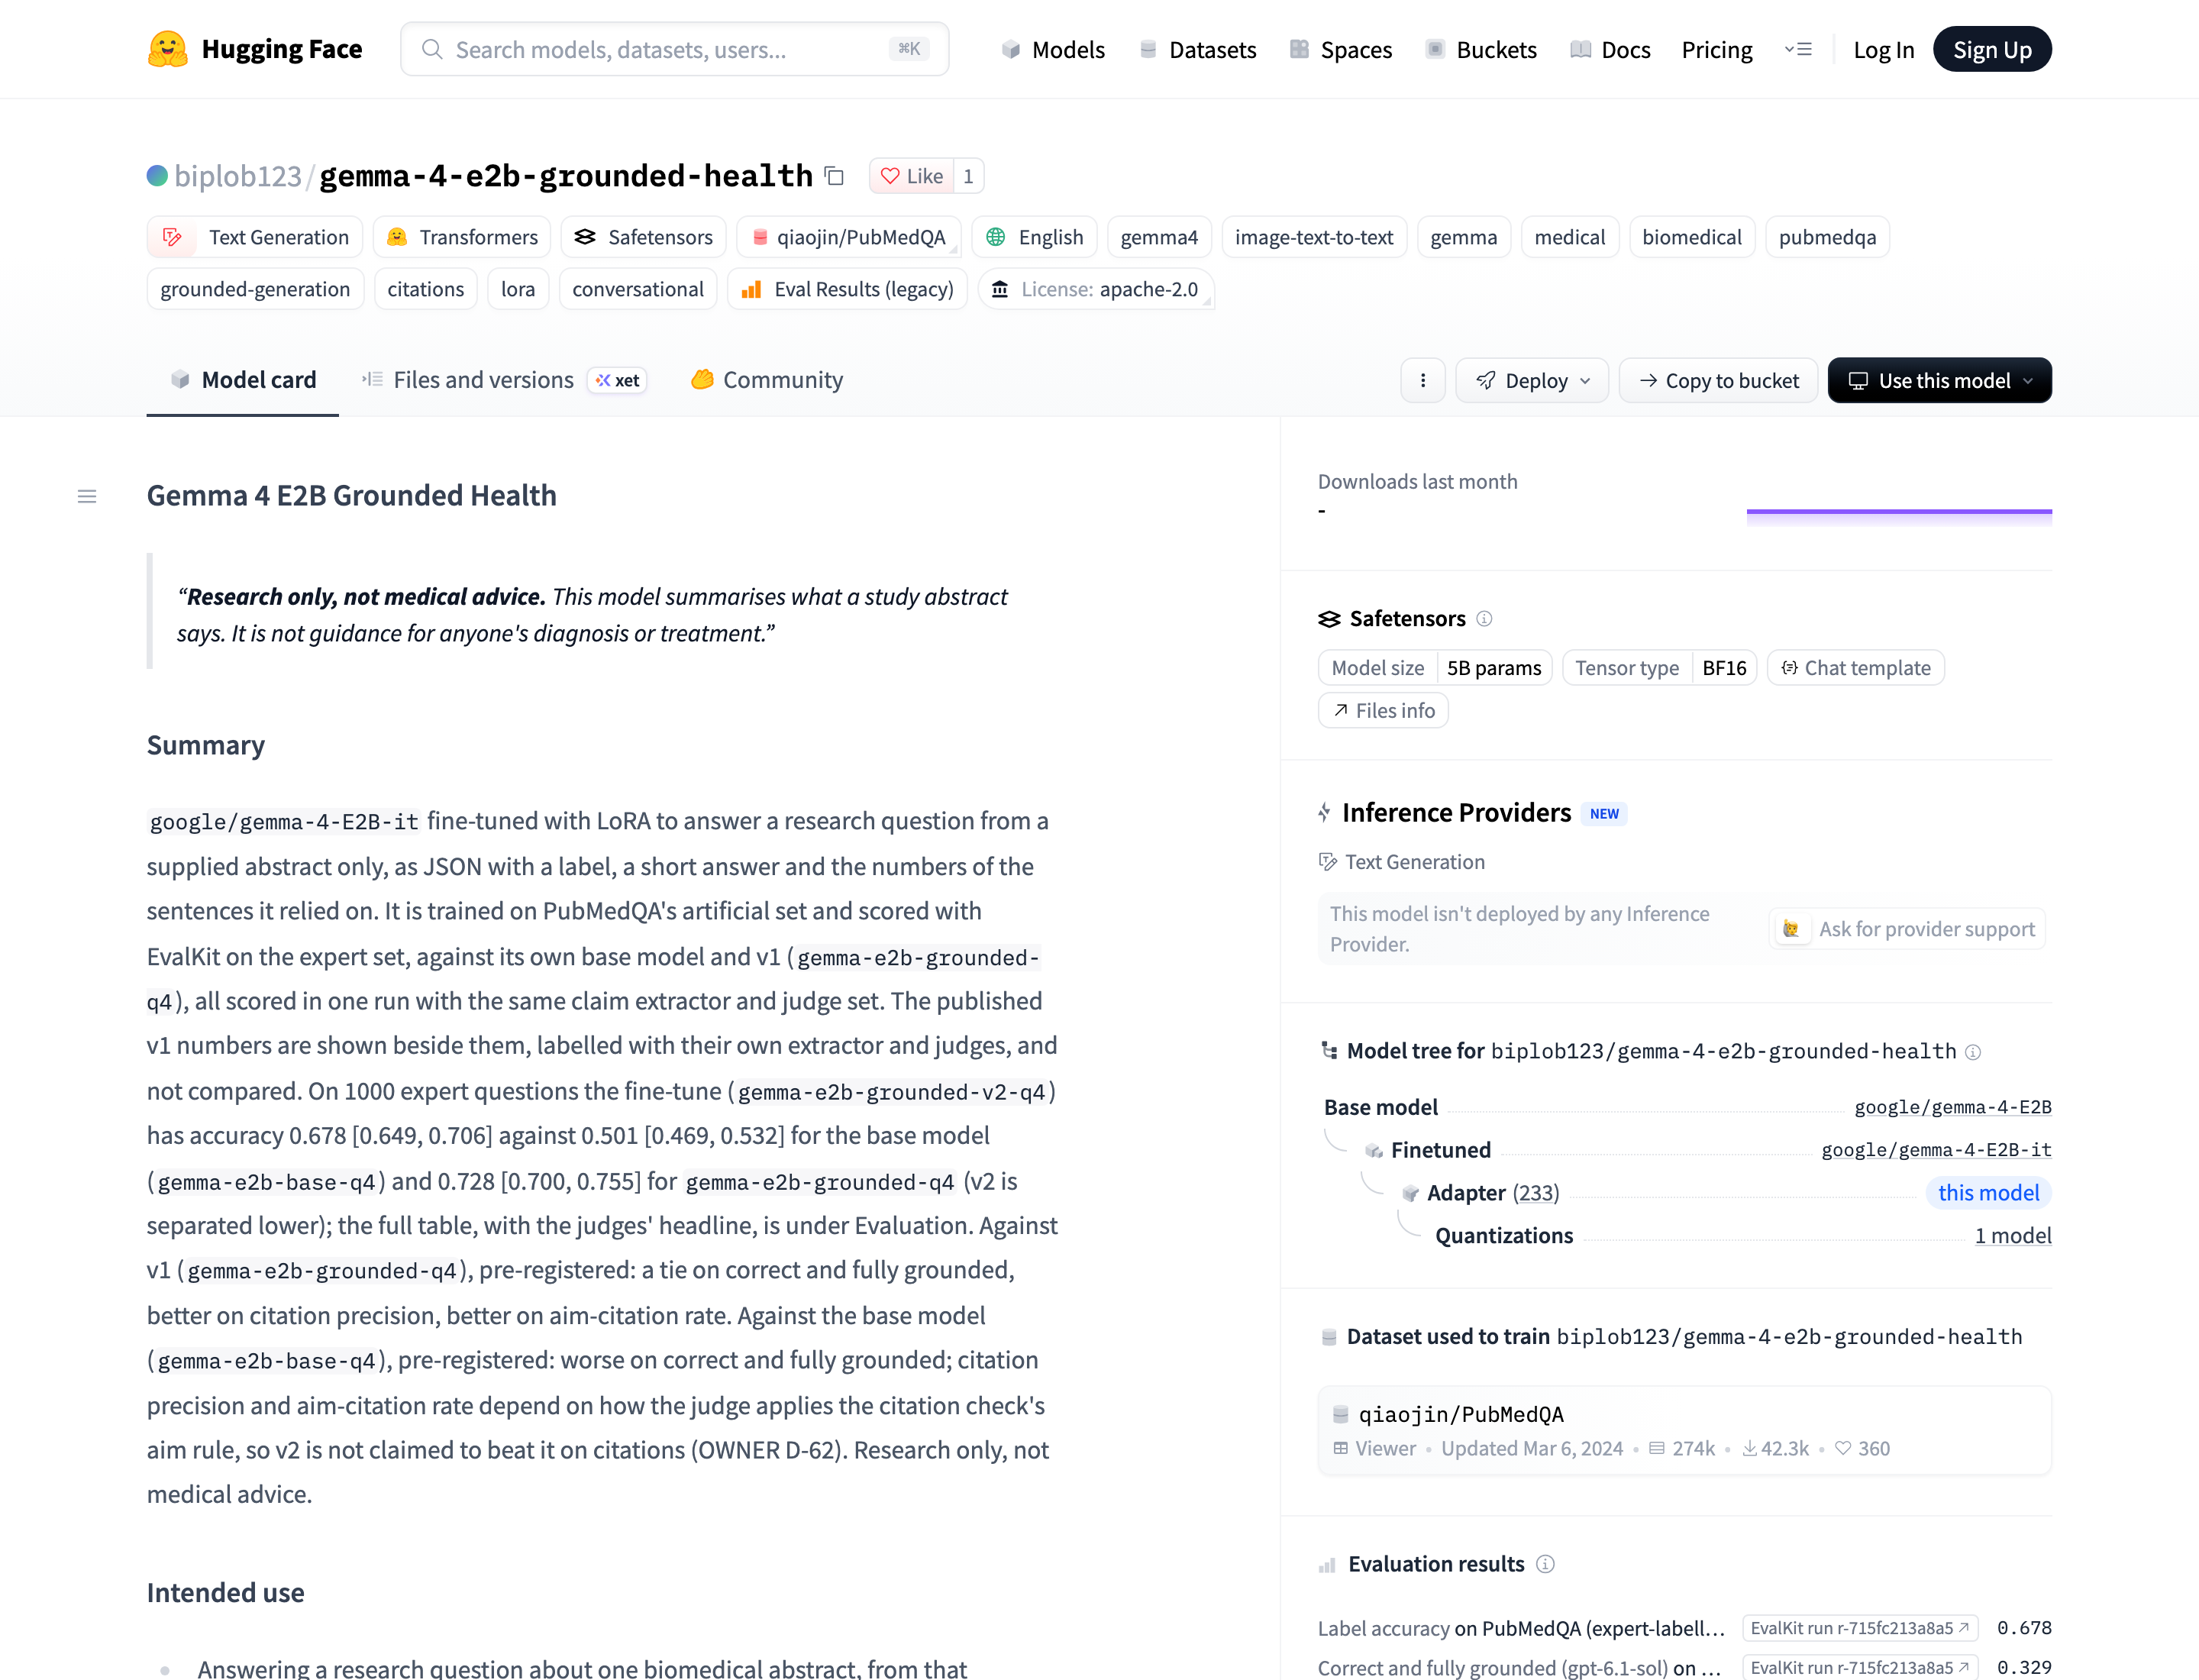 Hugging Face
Search models, datasets, users...
⌘K
Models
Datasets
Spaces
Buckets
Docs
Pricing
Log In
Sign Up
biplob123/gemma-4-e2b-grounded-health
Like 1
Text Generation
Transformers
Safetensors
qiaojin/PubMedQA
English
gemma4
image-text-to-text
gemma
medical
biomedical
pubmedqa
grounded-generation
citations
lora
conversational
Eval Results (legacy)
License: apache-2.0
Model card
Files and versions
xet
Community
Deploy
Copy to bucket
Use this model
Gemma 4 E2B Grounded Health
“Research only, not medical advice. This model summarises what a study abstract
says. It is not guidance for anyone's diagnosis or treatment.”
Summary
google/gemma-4-E2B-it fine-tuned with LoRA to answer a research question from a
supplied abstract only, as JSON with a label, a short answer and the numbers of the
sentences it relied on. It is trained on PubMedQA's artificial set and scored with
EvalKit on the expert set, against its own base model and v1 (gemma-e2b-grounded-
q4), all scored in one run with the same claim extractor and judge set. The published
v1 numbers are shown beside them, labelled with their own extractor and judges, and
not compared. On 1000 expert questions the fine-tune (gemma-e2b-grounded-v2-q4)
has accuracy 0.678 [0.649, 0.706] against 0.501 [0.469, 0.532] for the base model
(gemma-e2b-base-q4) and 0.728 [0.700, 0.755] for gemma-e2b-grounded-q4 (v2 is
separated lower); the full table, with the judges' headline, is under Evaluation. Against
v1 (gemma-e2b-grounded-q4), pre-registered: a tie on correct and fully grounded,
better on citation precision, better on aim-citation rate. Against the base model
(gemma-e2b-base-q4), pre-registered: worse on correct and fully grounded; citation
precision and aim-citation rate depend on how the judge applies the citation check's
aim rule, so v2 is not claimed to beat it on citations (OWNER D-62). Research only, not
medical advice.
Intended use
Answering a research question about one biomedical abstract, from that
Downloads last month
-
Safetensors
Model size 5B params
Tensor type BF16
Chat template
Files info
Inference Providers NEW
Text Generation
This model isn't deployed by any Inference
Provider.
Ask for provider support
Model tree for biplob123/gemma-4-e2b-grounded-health
Base model google/gemma-4-E2B
Finetuned google/gemma-4-E2B-it
Adapter (233) this model
Quantizations 1 model
Dataset used to train biplob123/gemma-4-e2b-grounded-health
qiaojin/PubMedQA
Viewer • Updated Mar 6, 2024 • 274k • 42.3k • 360
Evaluation results
Label accuracy on PubMedQA (expert-labell… EvalKit run r-715fc213a8a5 0.678
Correct and fully grounded (gpt-6.1-sol) on … EvalKit run r-715fc213a8a5 0.329